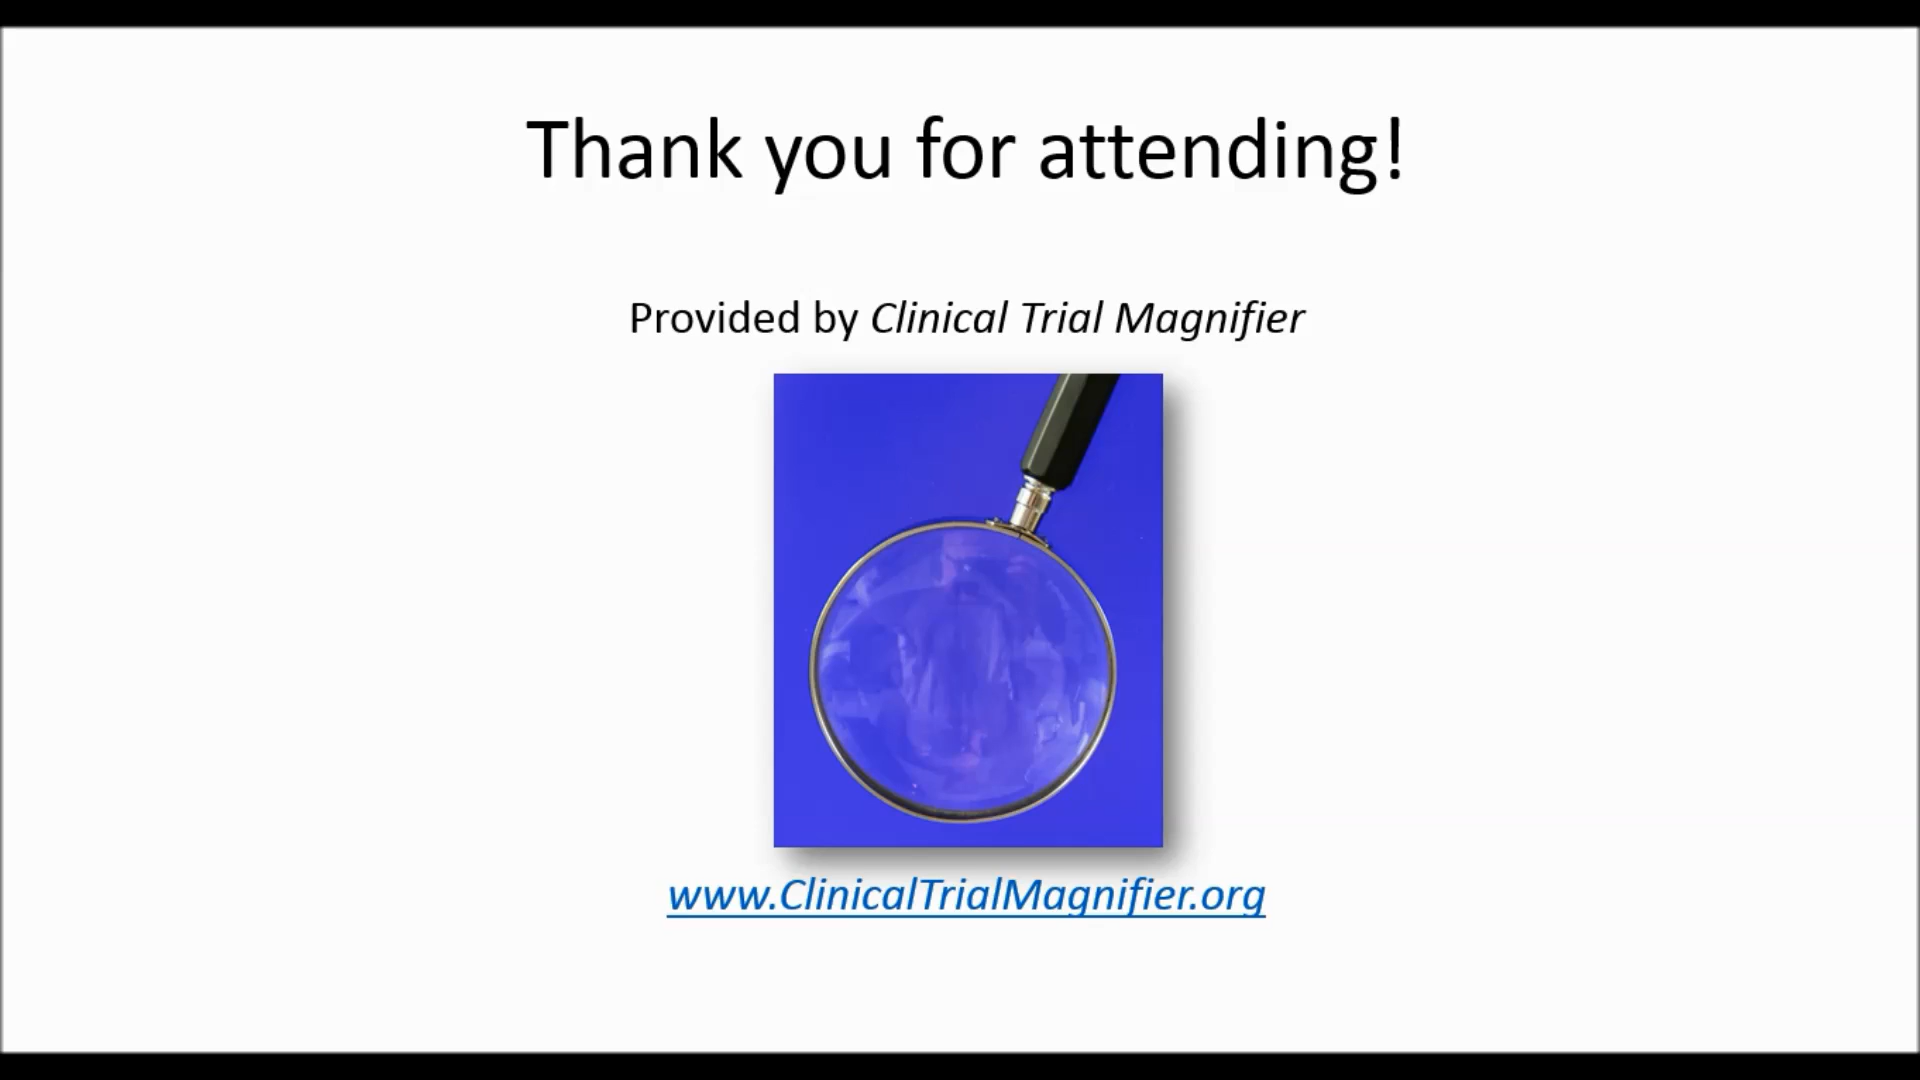 Thank you for attending!
Provided by Clinical Trial Magnifier
www.ClinicalTrialMagnifier.org